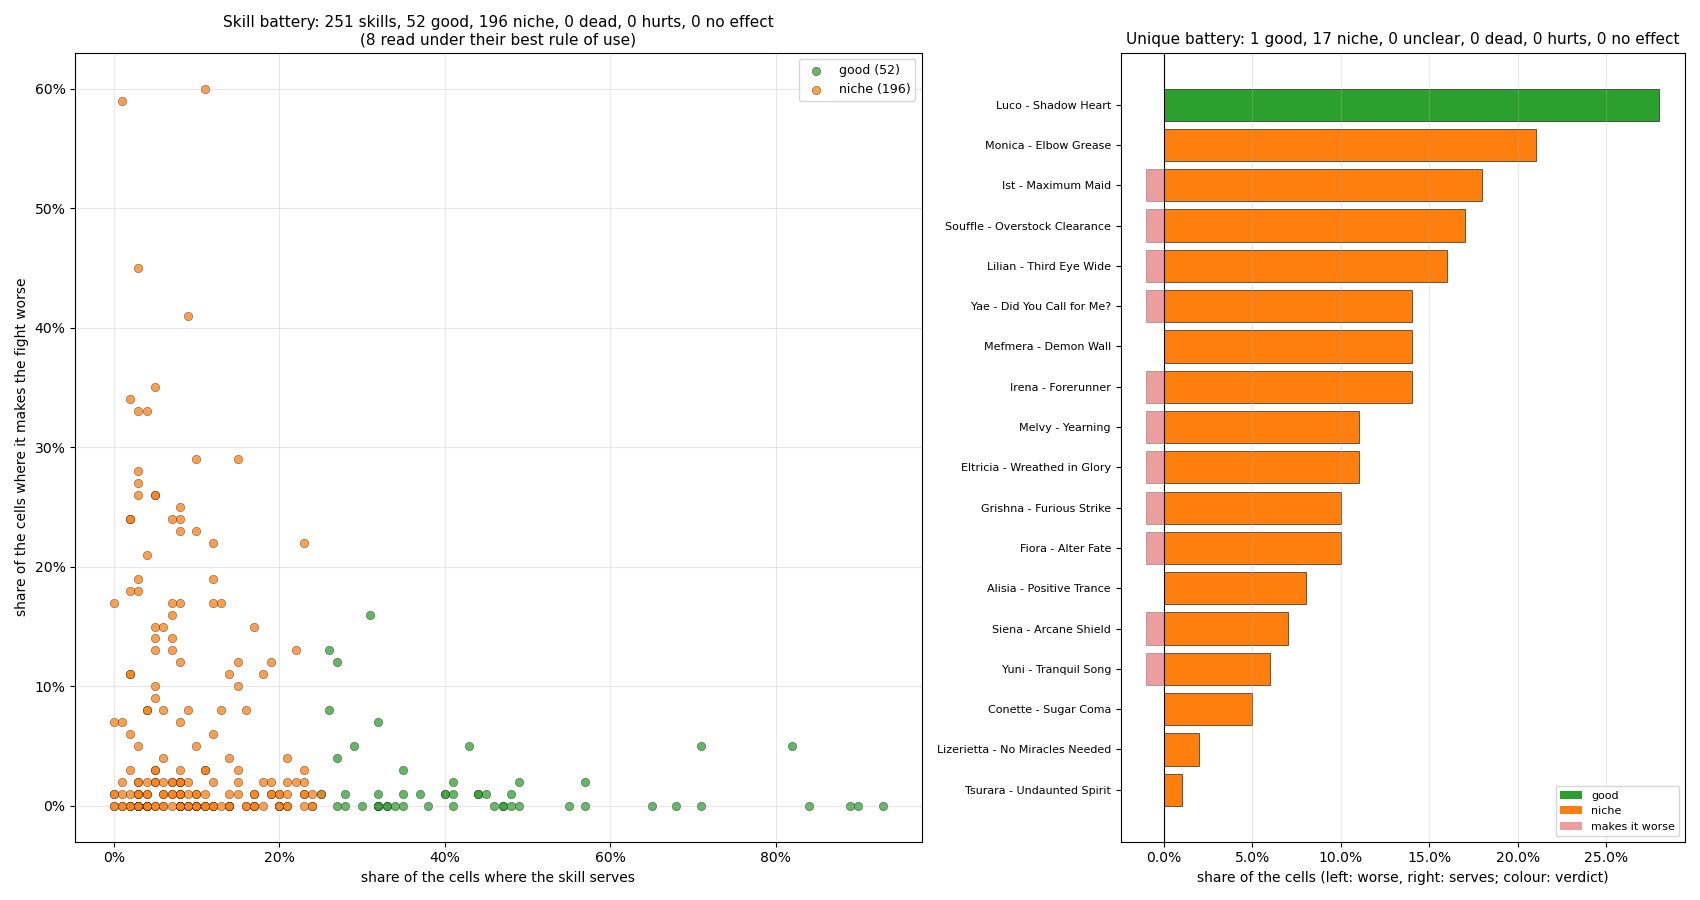 Skill battery: 251 skills, 52 good, 196 niche, 0 dead, 0 hurts, 0 no effect
(8 read under their best rule of use)
good (52)
niche (196)
60%
50%
40%
30%
20%
10%
0%
share of the cells where it makes the fight worse
0%
20%
40%
60%
80%
share of the cells where the skill serves
Unique battery: 1 good, 17 niche, 0 unclear, 0 dead, 0 hurts, 0 no effect
Luco - Shadow Heart
Monica - Elbow Grease
Ist - Maximum Maid
Souffle - Overstock Clearance
Lilian - Third Eye Wide
Yae - Did You Call for Me?
Mefmera - Demon Wall
Irena - Forerunner
Melvy - Yearning
Eltricia - Wreathed in Glory
Grishna - Furious Strike
Fiora - Alter Fate
Alisia - Positive Trance
Siena - Arcane Shield
Yuni - Tranquil Song
Conette - Sugar Coma
Lizerietta - No Miracles Needed
Tsurara - Undaunted Spirit
good
niche
makes it worse
0.0%
5.0%
10.0%
15.0%
20.0%
25.0%
share of the cells (left: worse, right: serves; colour: verdict)